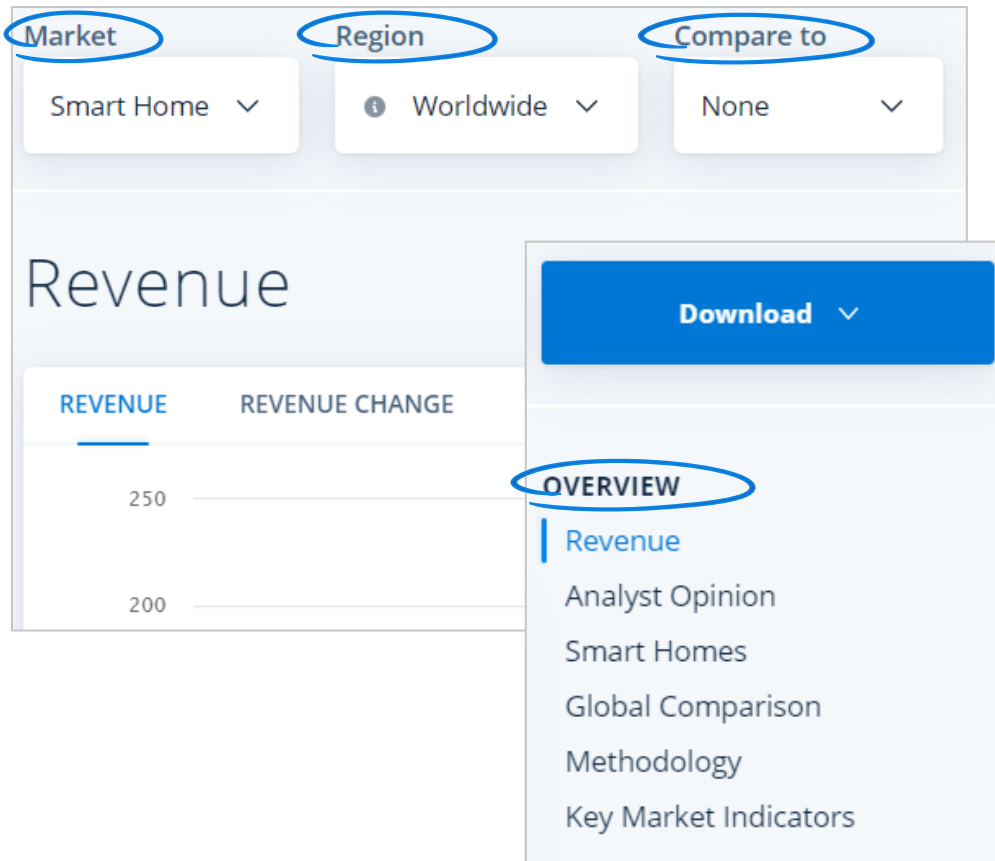 Market Region Compare to
Smart Home Worldwide None
Revenue
REVENUE REVENUE CHANGE
250
200
Download
OVERVIEW
Revenue
Analyst Opinion
Smart Homes
Global Comparison
Methodology
Key Market Indicators